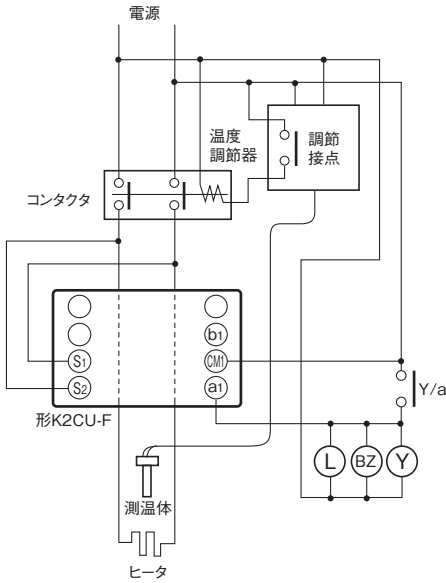 電源
温度
調節器
調節
接点
コンタクタ
b1
S1
CM1
S2
a1
Y/a
形K2CU-F
L
BZ
Y
測温体
ヒータ